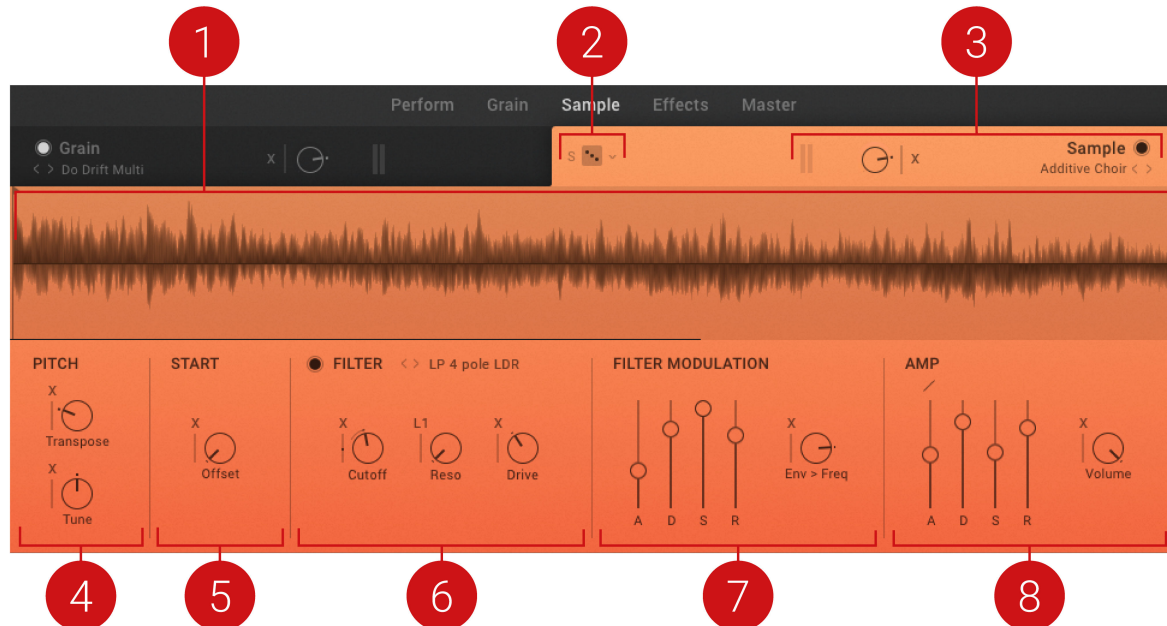 1 2 3
Perform Grain Sample Effects Master
Grain X S X Sample
< > Do Drift Multi Additive Choir < >
PITCH START FILTER < > LP 4 pole LDR FILTER MODULATION AMP
X X X L1 X X X
Transpose Offset Cutoff Reso Drive Env > Freq Volume
X
Tune A D S R A D S R
4 5 6 7 8